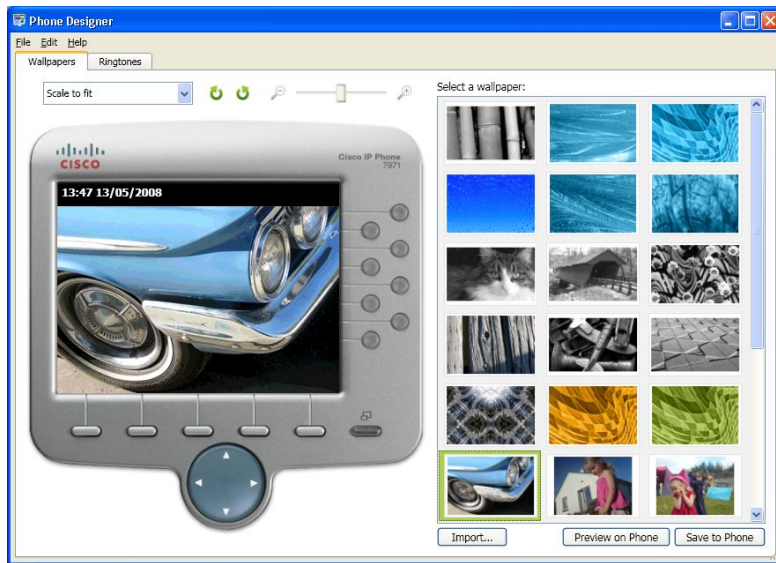 Phone Designer
File Edit Help
Wallpapers Ringtones
Scale to fit
Select a wallpaper:
CISCO
Cisco IP Phone
7971
13:47 13/05/2008
Import...
Preview on Phone
Save to Phone